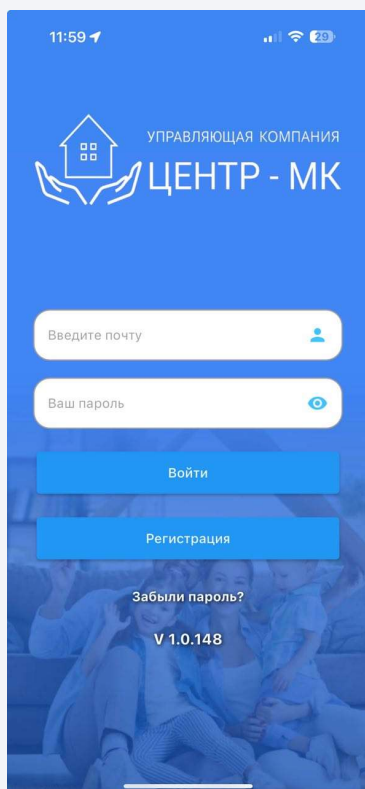 11:59
29
УПРАВЛЯЮЩАЯ КОМПАНИЯ
ЦЕНТР - МК
Введите почту
Ваш пароль
Войти
Регистрация
Забыли пароль?
V 1.0.148